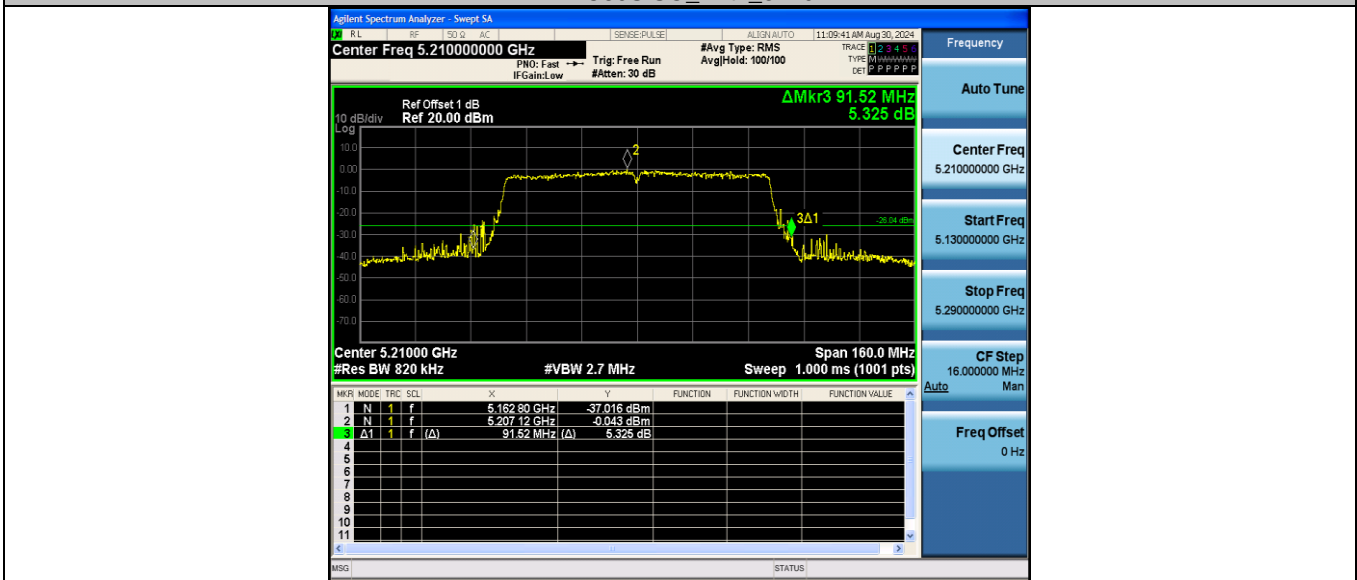 Agilent Spectrum Analyzer - Swept SA
RL RF 50 Ω AC SENSE:PULSE ALIGN AUTO 11:09:41 AM Aug 30, 2024
Center Freq 5.210000000 GHz #Avg Type: RMS TRACE 1 2 3 4 5 6 Frequency
PNO: Fast Trig: Free Run Avg|Hold: 100/100 TYPE M
IFGain:Low #Atten: 30 dB DET P P P P P P
Auto Tune
ΔMkr3 91.52 MHz
Ref Offset 1 dB
10 dB/div Ref 20.00 dBm 5.325 dB
Log
10.0
0.00
-10.0
-20.0
-30.0
-40.0
-50.0
-60.0
-70.0
2
3Δ1
-26.04 dBm
Center 5.21000 GHz Span 160.0 MHz
#Res BW 820 kHz #VBW 2.7 MHz Sweep 1.000 ms (1001 pts)
Center Freq
5.210000000 GHz
Start Freq
5.130000000 GHz
Stop Freq
5.290000000 GHz
CF Step
16.000000 MHz
Auto Man
Freq Offset
0 Hz
MKR MODE TRC SCL X Y FUNCTION FUNCTION WIDTH FUNCTION VALUE
1 N 1 f 5.162 80 GHz -37.016 dBm
2 N 1 f 5.207 12 GHz -0.043 dBm
3 Δ1 1 f (Δ) 91.52 MHz (Δ) 5.325 dB
4
5
6
7
8
9
10
11
MSG STATUS